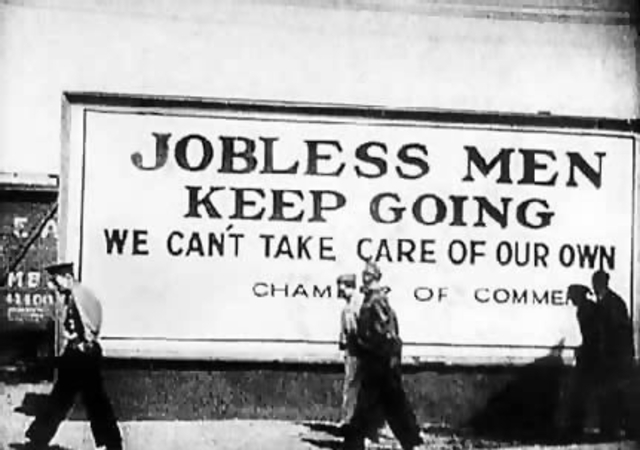 JOBLESS MEN
KEEP GOING
WE CAN'T TAKE CARE OF OUR OWN
OF